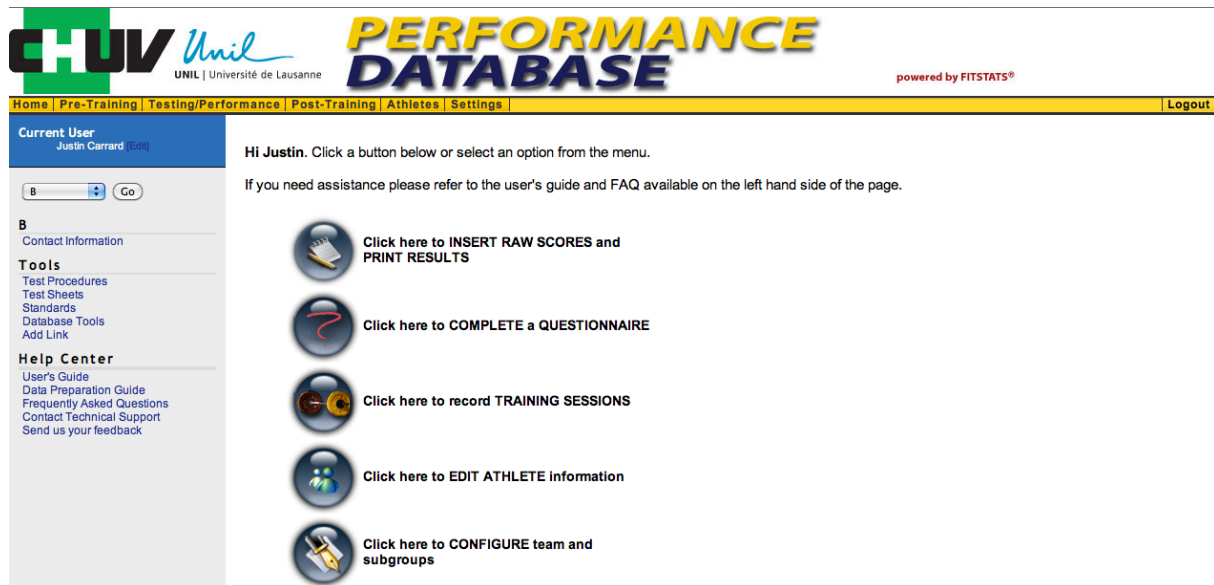 CHUV
Unil
UNIL | Université de Lausanne
PERFORMANCE
DATABASE
powered by FITSTATS®
Home | Pre-Training | Testing/Performance | Post-Training | Athletes | Settings |
| Logout
Current User
Justin Carrard [Edit]
B
Go
B
Contact Information
Tools
Test Procedures
Test Sheets
Standards
Database Tools
Add Link
Help Center
User's Guide
Data Preparation Guide
Frequently Asked Questions
Contact Technical Support
Send us your feedback
Hi Justin. Click a button below or select an option from the menu.
If you need assistance please refer to the user's guide and FAQ available on the left hand side of the page.
Click here to INSERT RAW SCORES and
PRINT RESULTS
Click here to COMPLETE a QUESTIONNAIRE
Click here to record TRAINING SESSIONS
Click here to EDIT ATHLETE information
Click here to CONFIGURE team and
subgroups